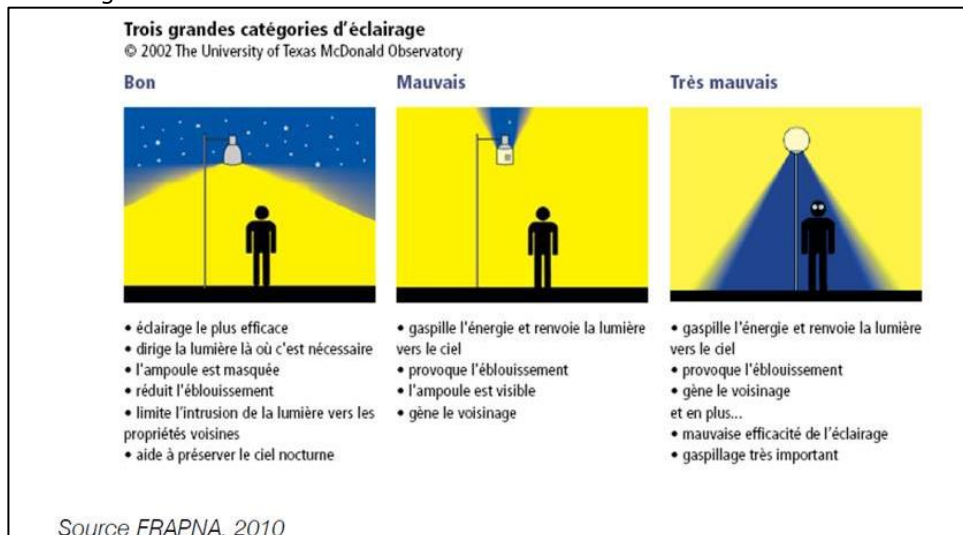 Trois grandes catégories d'éclairage
© 2002 The University of Texas McDonald Observatory
Bon
• éclairage le plus efficace
• dirige la lumière là où c'est nécessaire
• l'ampoule est masquée
• réduit l'éblouissement
• limite l'intrusion de la lumière vers les
propriétés voisines
• aide à préserver le ciel nocturne
Mauvais
• gaspille l'énergie et renvoie la lumière
vers le ciel
• provoque l'éblouissement
• l'ampoule est visible
• gène le voisinage
Très mauvais
• gaspille l'énergie et renvoie la lumière
vers le ciel
• provoque l'éblouissement
• gène le voisinage
et en plus...
• mauvaise efficacité de l'éclairage
• gaspillage très important
Source FRAPNA, 2010